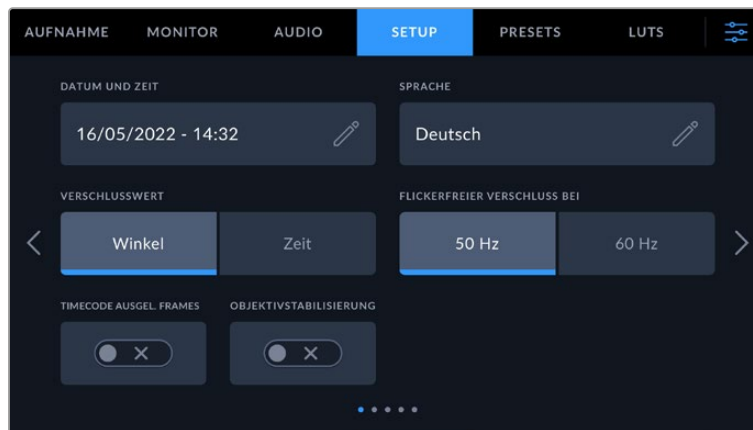 AUFNAHME MONITOR AUDIO SETUP PRESETS LUTS
DATUM UND ZEIT SPRACHE
16/05/2022 - 14:32 Deutsch
VERSCHLUSSWERT FLICKERFREIER VERSCHLUSS BEI
Winkel Zeit 50 Hz 60 Hz
TIMECODE AUSGEL. FRAMES OBJEKTIVSTABILISIERUNG